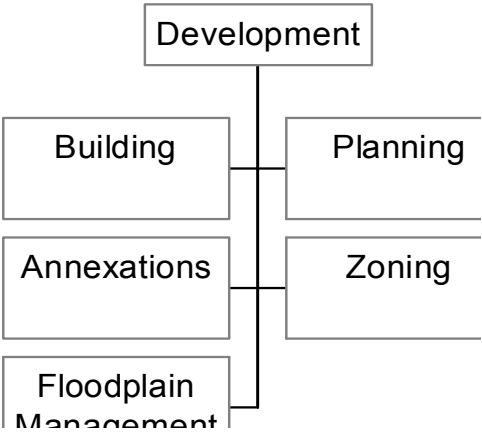 Development
Building
Planning
Annexations
Zoning
Floodplain
Management